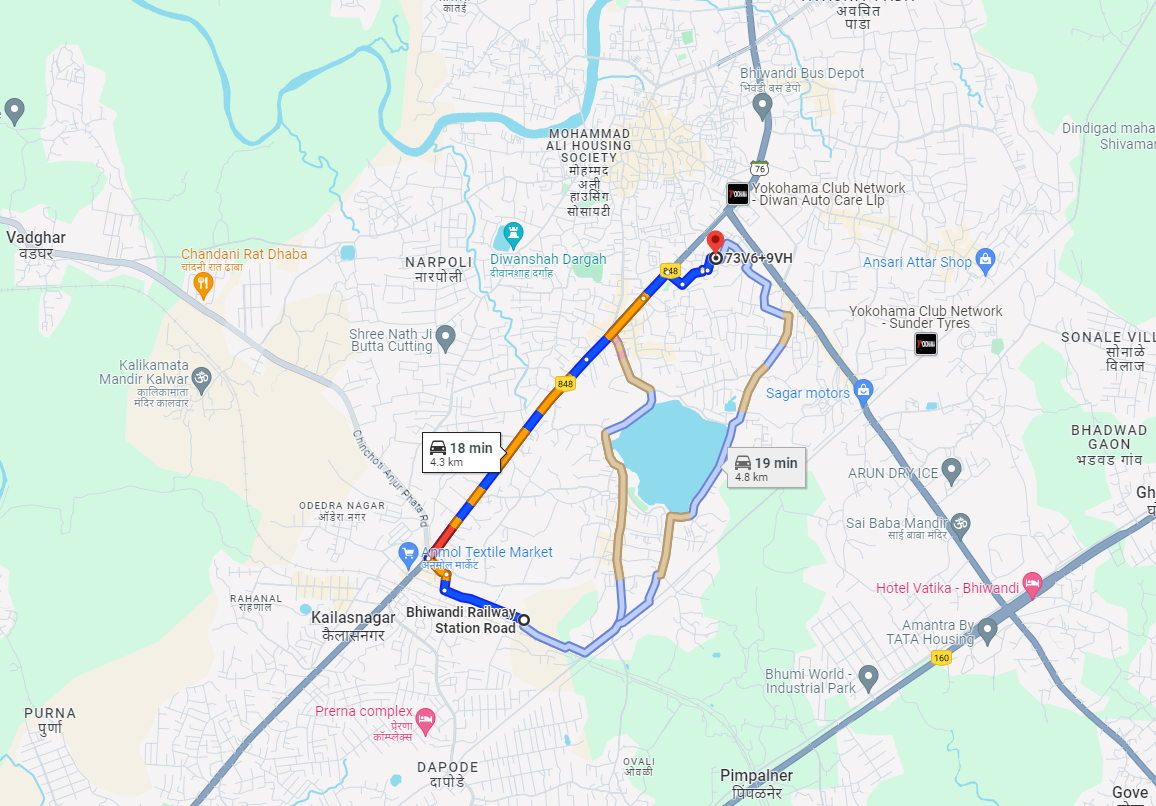 कातई
अवचित
पाडा
Bhiwandi Bus Depot
भिवंडी बस डेपो
MOHAMMAD
ALI HOUSING
SOCIETY
मोहम्मद
अली
हाउसिंग
सोसायटी
Dindigad maha
Shivamar
76
Yokohama Club Network
- Diwan Auto Care Llp
Vadghar
वडघर
Chandani Rat Dhaba
चांदनी रात ढाबा
NARPOLI
नारपोली
Diwanshah Dargah
दीवानशाह दर्गाह
848
73V6+9VH
Ansari Attar Shop
Yokohama Club Network
- Sunder Tyres
SONALE VILL
सोनाळे
विलाज
Shree Nath Ji
Butta Cutting
Kalikamata
Mandir Kalwar
कालिकामाता
मंदिर कालवार
848
Sagar motors
Chinchoti Anjur Phata Rd
18 min
4.3 km
19 min
4.8 km
BHADWAD
GAON
भडवड गांव
ARUN DRY ICE
Gh
ODEDRA NAGAR
ओडेरा नगर
Sai Baba Mandir
साई बाबा मंदिर
Anmol Textile Market
अनमोल मार्केट
Hotel Vatika - Bhiwandi
RAHANAL
राहणाल
Kailasnagar
कैलासनगर
Bhiwandi Railway
Station Road
Amantra By
TATA Housing
160
Bhumi World -
Industrial Park
PURNA
पुर्णा
Prerna complex
प्रेरणा
कॉम्प्लेक्स
DAPODE
दापोडे
OVALI
ओवळी
Pimpalner
पिंपळनेर
Gove